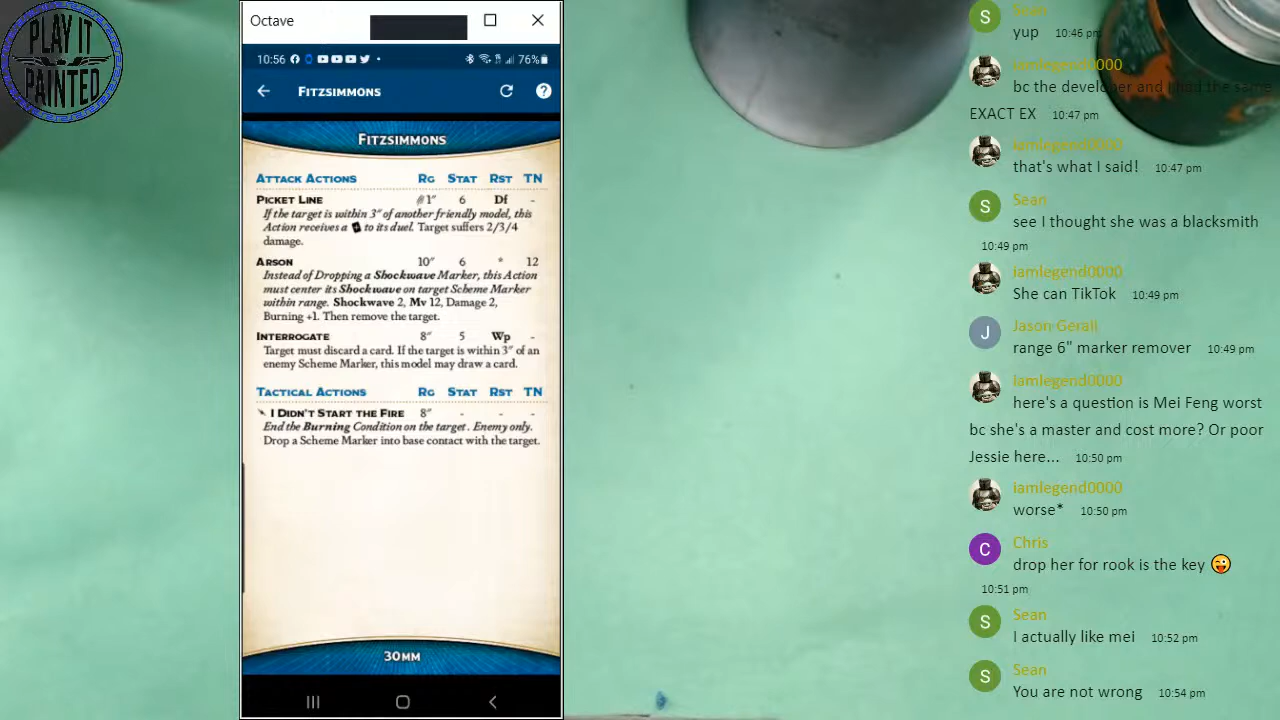 PLAY IT
PAINTED
Octave
10:56
76%
Fitzsimmons
Fitzsimmons
Attack Actions Rg Stat Rst TN
Picket Line 1" 6 Df -
If the target is within 3" of another friendly model, this
Action receives a to its duel. Target suffers 2/3/4
damage.
Arson 10" 6 * 12
Instead of Dropping a Shockwave Marker, this Action
must center its Shockwave on target Scheme Marker
within range. Shockwave 2, Mv 12, Damage 2,
Burning +1. Then remove the target.
Interrogate 8" 5 Wp -
Target must discard a card. If the target is within 3" of an
enemy Scheme Marker, this model may draw a card.
Tactical Actions Rg Stat Rst TN
I Didn't Start the Fire 8" - - -
End the Burning Condition on the target. Enemy only.
Drop a Scheme Marker into base contact with the target.
30mm
S Sean
yup 10:46 pm
iamlegend0000
bc the developer and I had the same
EXACT EX 10:47 pm
iamlegend0000
that's what I said! 10:47 pm
S Sean
see I thought she was a blacksmith
10:49 pm
iamlegend0000
She can TikTok 10:49 pm
J Jason Gerall
range 6" marker remover 10:49 pm
iamlegend0000
here's a question is Mei Feng worst
bc she's a master and cost more? Or poor
Jessie here... 10:50 pm
iamlegend0000
worse* 10:50 pm
C Chris
drop her for rook is the key 😜
10:51 pm
S Sean
I actually like mei 10:52 pm
S Sean
You are not wrong 10:54 pm